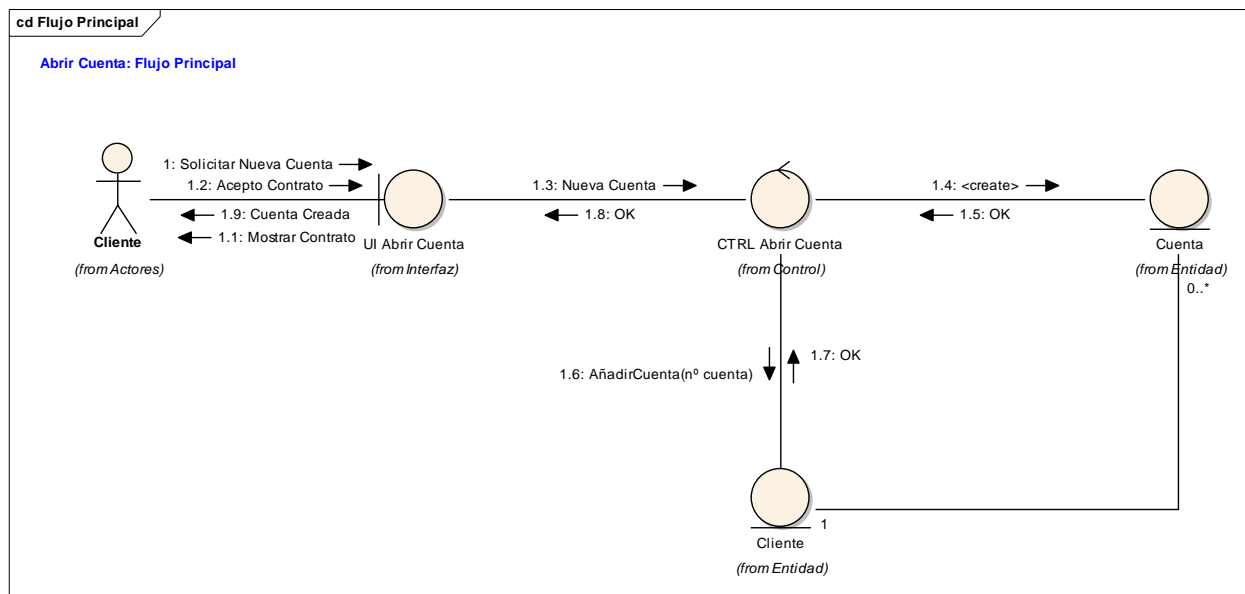 cd Flujo Principal
Abrir Cuenta: Flujo Principal
1: Solicitar Nueva Cuenta
1.2: Acepto Contrato
1.9: Cuenta Creada
1.1: Mostrar Contrato
Cliente
(from Actores)
UI Abrir Cuenta
(from Interfaz)
1.3: Nueva Cuenta
1.8: OK
CTRL Abrir Cuenta
(from Control)
1.4: <create>
1.5: OK
Cuenta
(from Entidad)
0..*
1.6: AñadirCuenta(nº cuenta)
1.7: OK
1
Cliente
(from Entidad)